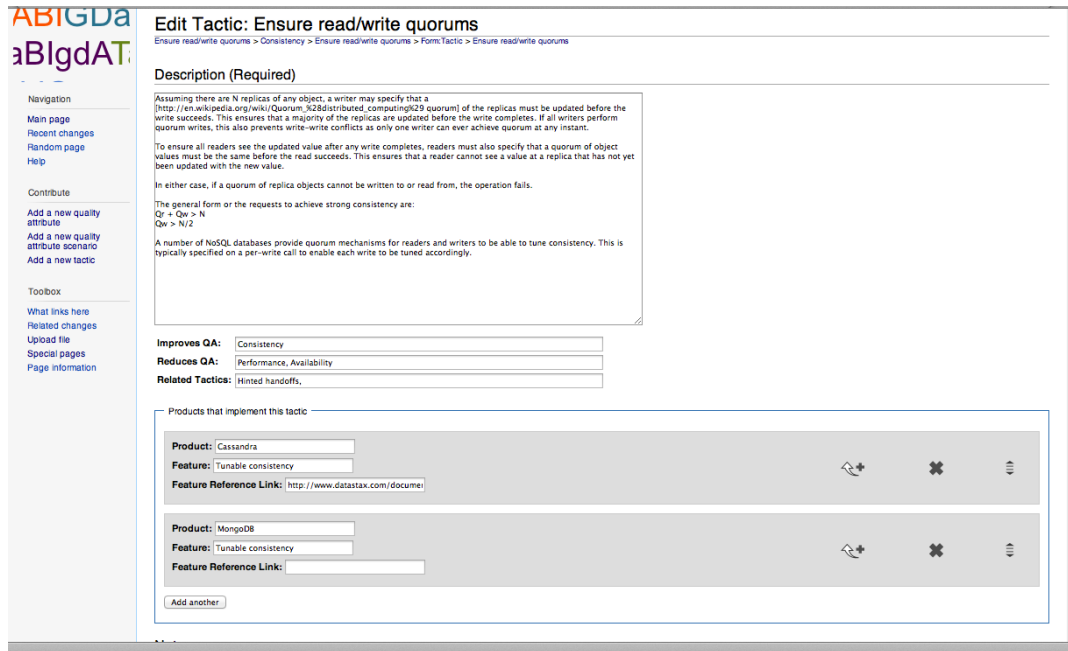 ABIGDa
aBIgdAT
Edit Tactic: Ensure read/write quorums
Ensure read/write quorums > Consistency > Ensure read/write quorums > Form:Tactic > Ensure read/write quorums
Navigation
Main page
Recent changes
Random page
Help
Contribute
Add a new quality
attribute
Add a new quality
attribute scenario
Add a new tactic
Toolbox
What links here
Related changes
Upload file
Special pages
Page information
Description (Required)
Assuming there are N replicas of any object, a writer may specify that a
[http://en.wikipedia.org/wiki/Quorum_%28distributed_computing%29 quorum] of the replicas must be updated before the
write succeeds. This ensures that a majority of the replicas are updated before the write completes. If all writers perform
quorum writes, this also prevents write-write conflicts as only one writer can ever achieve quorum at any instant.
To ensure all readers see the updated value after any write completes, readers must also specify that a quorum of object
values must be the same before the read succeeds. This ensures that a reader cannot see a value at a replica that has not yet
been updated with the new value.
In either case, if a quorum of replica objects cannot be written to or read from, the operation fails.
The general form or the requests to achieve strong consistency are:
Qr + Qw > N
Qw > N/2
A number of NoSQL databases provide quorum mechanisms for readers and writers to be able to tune consistency. This is
typically specified on a per-write call to enable each write to be tuned accordingly.
Improves QA: Consistency
Reduces QA: Performance, Availability
Related Tactics: Hinted handoffs,
Products that implement this tactic
Product: Cassandra
Feature: Tunable consistency
Feature Reference Link: http://www.datastax.com/documen
Product: MongoDB
Feature: Tunable consistency
Feature Reference Link:
Add another